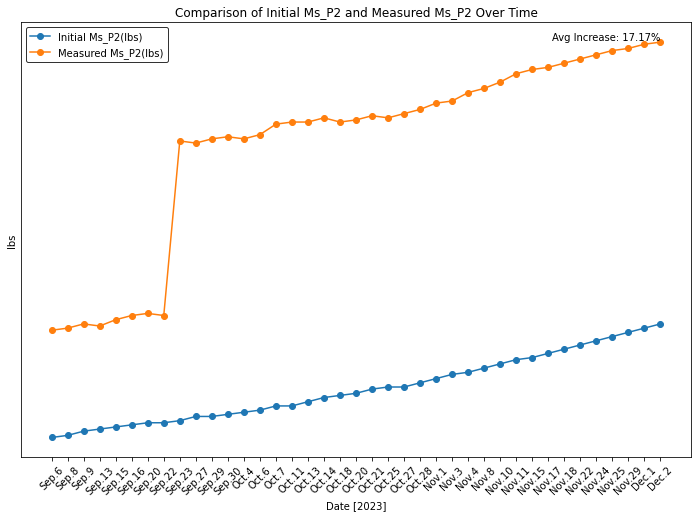 Comparison of Initial Ms_P2 and Measured Ms_P2 Over Time
Initial Ms_P2(lbs)
Measured Ms_P2(lbs)
Avg Increase: 17.17%
lbs
Sep.6
Sep.8
Sep.9
Sep.13
Sep.15
Sep.16
Sep.20
Sep.22
Sep.23
Sep.27
Sep.29
Sep.30
Oct.4
Oct.6
Oct.7
Oct.11
Oct.13
Oct.14
Oct.18
Oct.20
Oct.21
Oct.25
Oct.27
Oct.28
Nov.1
Nov.3
Nov.4
Nov.8
Nov.10
Nov.11
Nov.15
Nov.17
Nov.18
Nov.22
Nov.24
Nov.25
Nov.29
Dec.1
Dec.2
Date [2023]